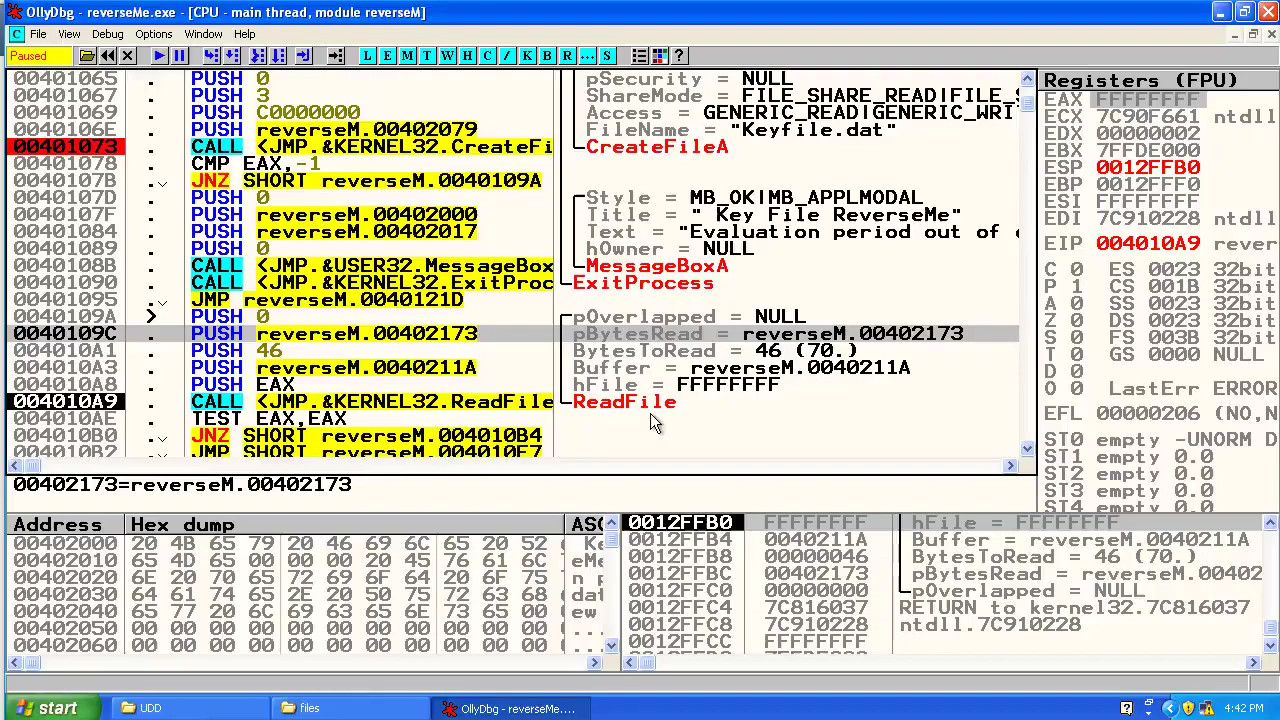 OllyDbg - reverseMe.exe - [CPU - main thread, module reverseM]
C File View Debug Options Window Help
Paused L E M T W H C / K B R ... S ?
00401065 . PUSH 0 pSecurity = NULL
00401067 . PUSH 3 ShareMode = FILE_SHARE_READ|FILE_S
00401069 . PUSH C0000000 Access = GENERIC_READ|GENERIC_WRI
0040106E . PUSH reverseM.00402079 FileName = "Keyfile.dat"
00401073 . CALL <JMP.&KERNEL32.CreateFi CreateFileA
00401078 . CMP EAX,-1
0040107B . JNZ SHORT reverseM.0040109A
0040107D . PUSH 0 Style = MB_OK|MB_APPLMODAL
0040107F . PUSH reverseM.00402000 Title = " Key File ReverseMe"
00401084 . PUSH reverseM.00402017 Text = "Evaluation period out of
00401089 . PUSH 0 hOwner = NULL
0040108B . CALL <JMP.&USER32.MessageBox MessageBoxA
00401090 . CALL <JMP.&KERNEL32.ExitProc ExitProcess
00401095 . JMP reverseM.0040121D
0040109A > PUSH 0 pOverlapped = NULL
0040109C . PUSH reverseM.00402173 pBytesRead = reverseM.00402173
004010A1 . PUSH 46 BytesToRead = 46 (70.)
004010A3 . PUSH reverseM.0040211A Buffer = reverseM.0040211A
004010A8 . PUSH EAX hFile = FFFFFFFF
004010A9 . CALL <JMP.&KERNEL32.ReadFile ReadFile
004010AE . TEST EAX,EAX
004010B0 . JNZ SHORT reverseM.004010B4
004010B2 . JMP SHORT reverseM.004010F7
00402173=reverseM.00402173
Registers (FPU)
EAX FFFFFFFF
ECX 7C90F661 ntdll
EDX 00000002
EBX 7FFDE000
ESP 0012FFB0
EBP 0012FFF0
ESI FFFFFFFF
EDI 7C910228 ntdll
EIP 004010A9 rever
C 0 ES 0023 32bit
P 1 CS 001B 32bit
A 0 SS 0023 32bit
Z 0 DS 0023 32bit
S 0 FS 003B 32bit
T 0 GS 0000 NULL
D 0
O 0 LastErr ERROR
EFL 00000206 (NO,N
ST0 empty -UNORM D
ST1 empty 0.0
ST2 empty 0.0
ST3 empty 0.0
ST4 empty 0.0
Address Hex dump ASC
00402000 20 4B 65 79 20 46 69 6C 65 20 52 Ke
00402010 65 4D 65 00 00 00 20 45 76 61 6C eMe
00402020 6E 20 70 65 72 69 6F 64 20 6F 75 n p
00402030 64 61 74 65 2E 20 50 75 72 63 68 dat
00402040 65 77 20 6C 69 63 65 6E 73 65 00 ew
00402050 00 00 00 00 00 00 00 00 00 00 00 ...
00402060 00 00 00 00 00 00 00 00 00 00 00 ...
0012FFB0 FFFFFFFF hFile = FFFFFFFF
0012FFB4 0040211A Buffer = reverseM.0040211A
0012FFB8 00000046 BytesToRead = 46 (70.)
0012FFBC 00402173 pBytesRead = reverseM.00402
0012FFC0 00000000 pOverlapped = NULL
0012FFC4 7C816037 RETURN to kernel32.7C816037
0012FFC8 7C910228 ntdll.7C910228
0012FFCC FFFFFFFF
start UDD files OllyDbg - reverseMe.... 4:42 PM